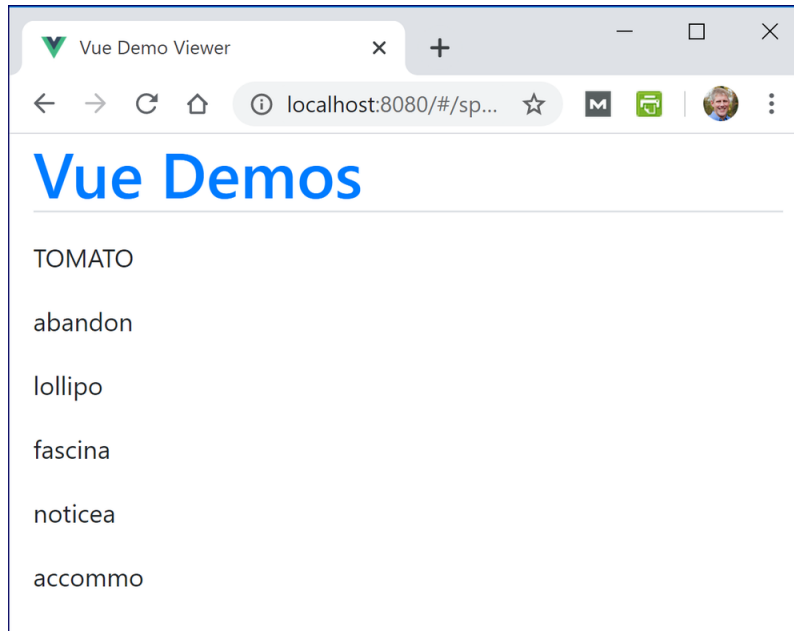 Vue Demo Viewer
localhost:8080/#/sp...
M
Vue Demos
TOMATO
abandon
lollipo
fascina
noticea
accommo